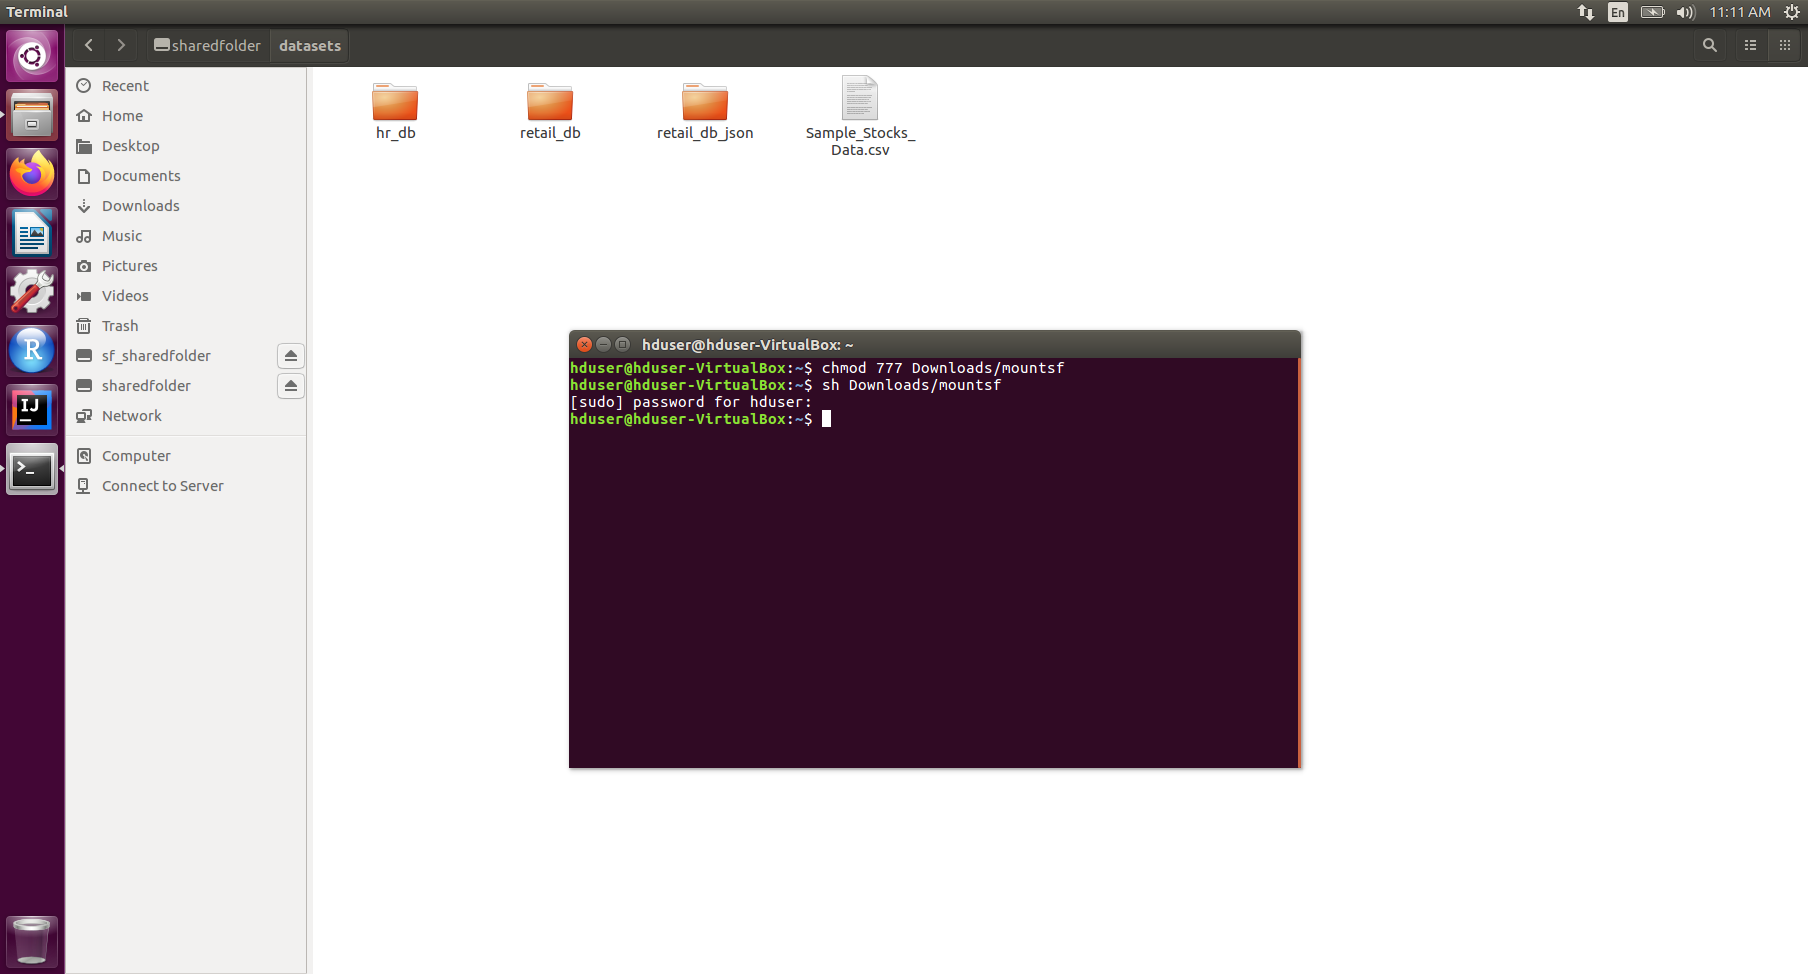 Terminal
En
11:11 AM
sharedfolder
datasets
Recent
Home
Desktop
Documents
Downloads
Music
Pictures
Videos
Trash
sf_sharedfolder
sharedfolder
Network
Computer
Connect to Server
hr_db
retail_db
retail_db_json
Sample_Stocks_
Data.csv
R
IJ
>_
hduser@hduser-VirtualBox: ~
hduser@hduser-VirtualBox:~$ chmod 777 Downloads/mountsf
hduser@hduser-VirtualBox:~$ sh Downloads/mountsf
[sudo] password for hduser:
hduser@hduser-VirtualBox:~$